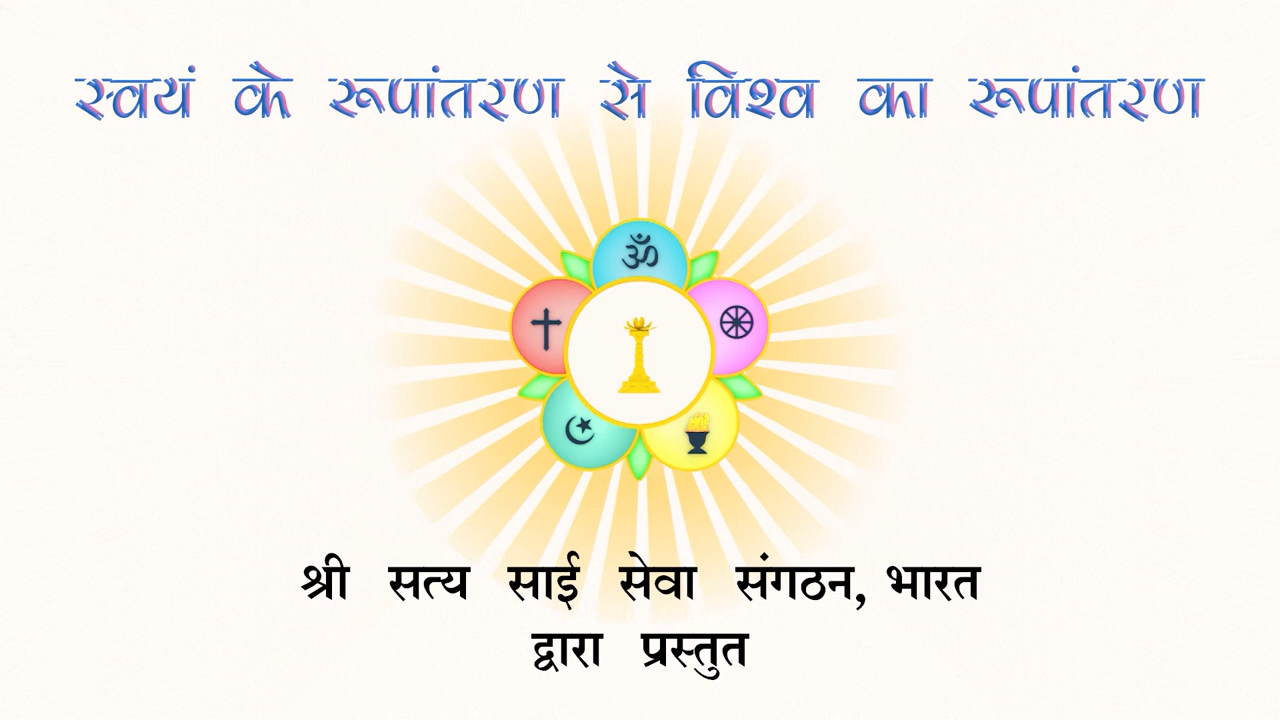 स्वयं के रूपांतरण से विश्व का रूपांतरण
ॐ
श्री सत्य साई सेवा संगठन, भारत
द्वारा प्रस्तुत